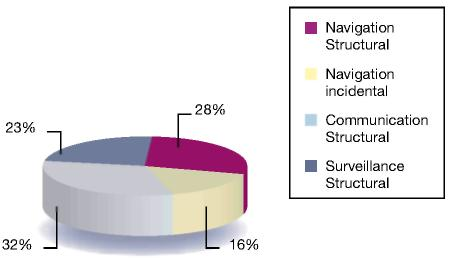 28%
23%
32%
16%
Navigation
Structural
Navigation
incidental
Communication
Structural
Surveillance
Structural